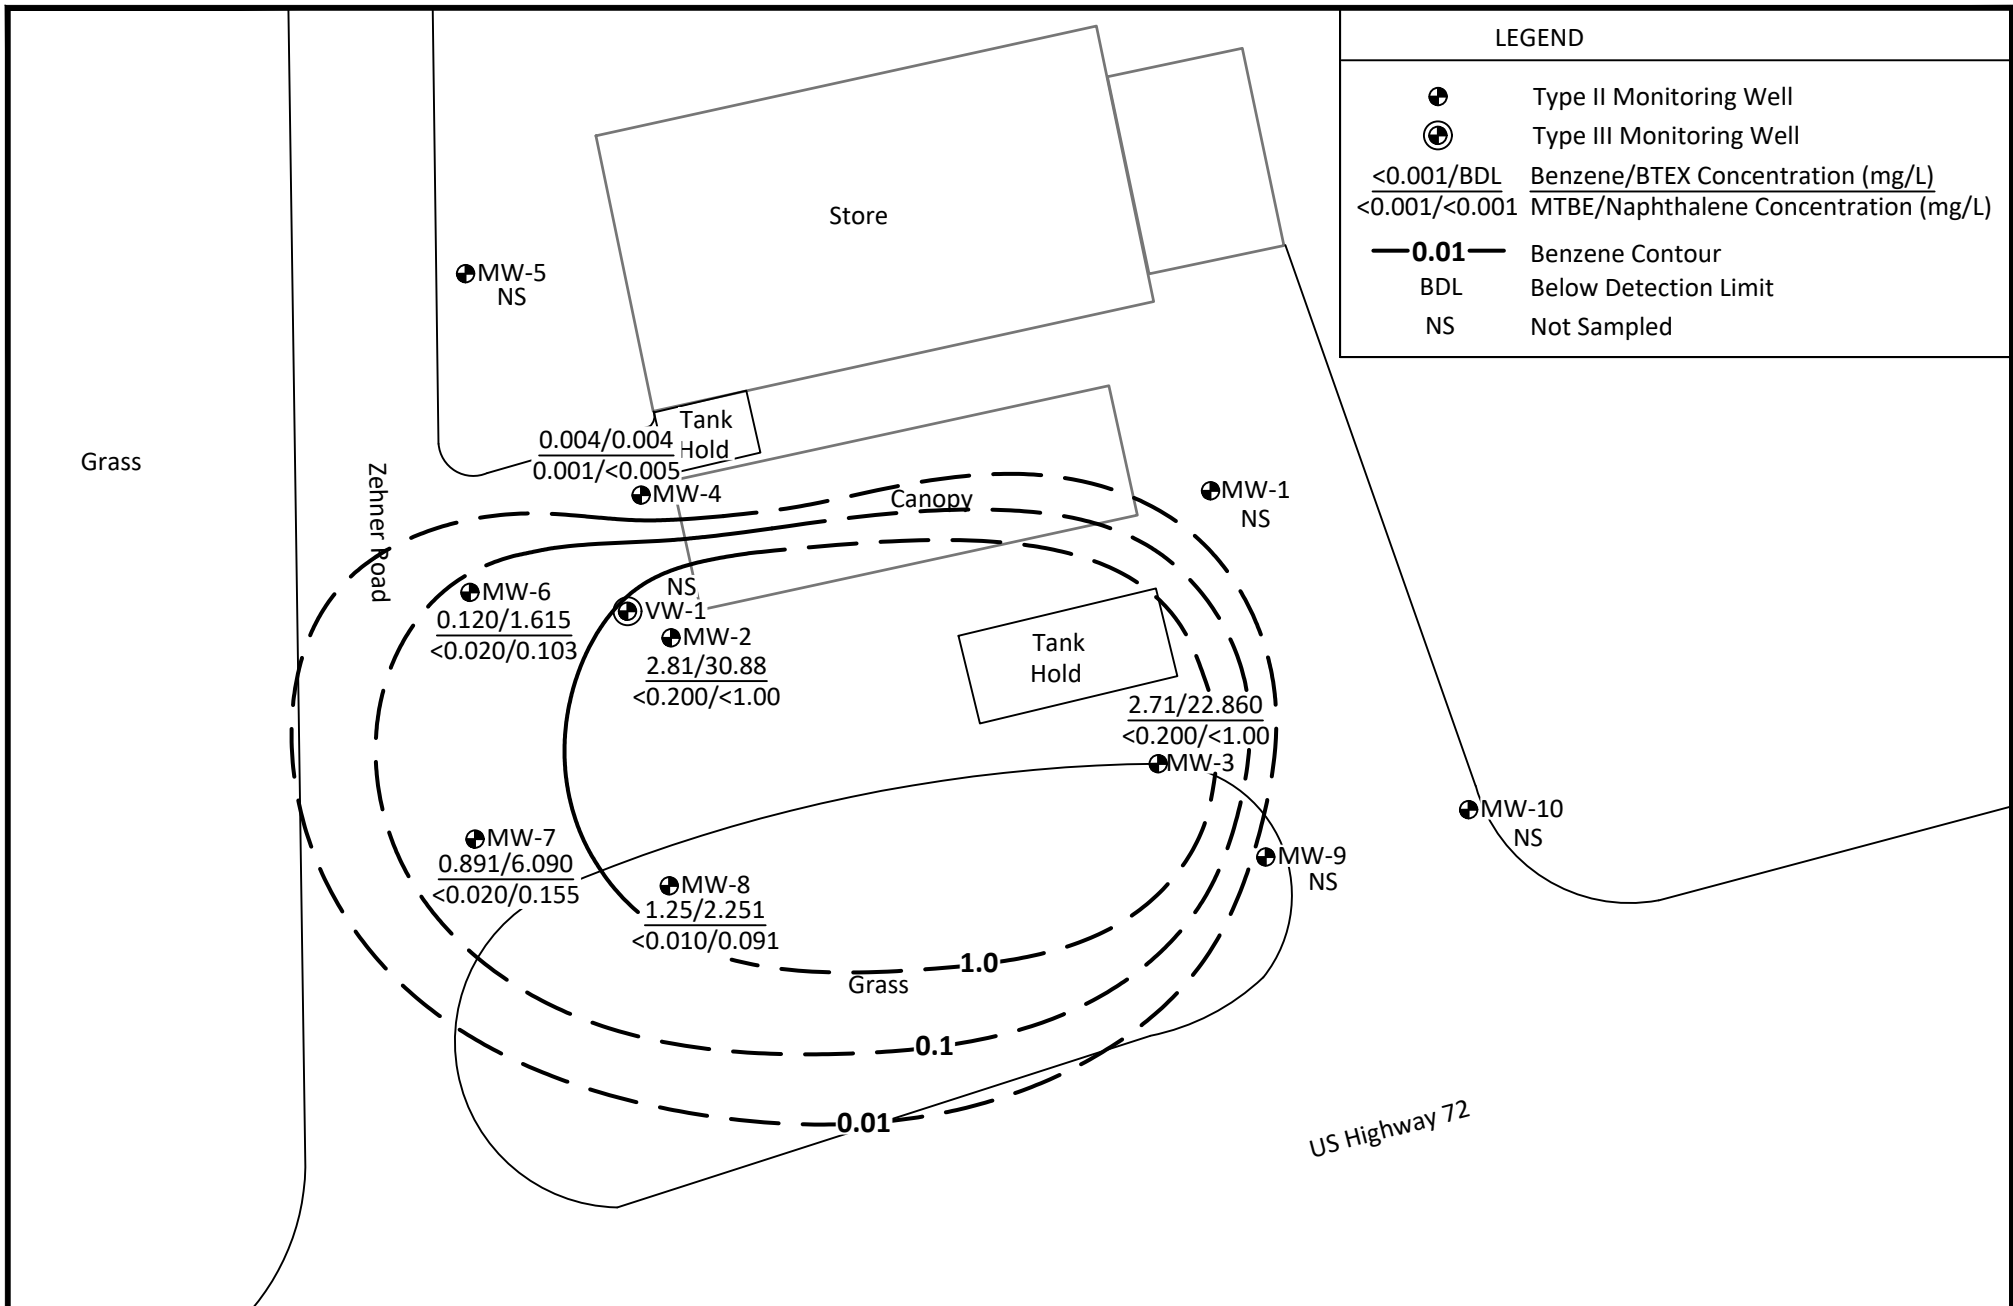 LEGEND
Type II Monitoring Well
Type III Monitoring Well
<0.001/BDL Benzene/BTEX Concentration (mg/L)
<0.001/<0.001 MTBE/Naphthalene Concentration (mg/L)
0.01 Benzene Contour
BDL Below Detection Limit
NS Not Sampled
Store
MW-5
NS
Tank
Hold
0.004/0.004
0.001/<0.005
MW-4
Grass
Zehner Road
Canopy
MW-1
NS
MW-6
0.120/1.615
<0.020/0.103
NS
VW-1
MW-2
2.81/30.88
<0.200/<1.00
Tank
Hold
2.71/22.860
<0.200/<1.00
MW-3
MW-10
NS
MW-7
0.891/6.090
<0.020/0.155
MW-8
1.25/2.251
<0.010/0.091
MW-9
NS
1.0
Grass
0.1
0.01
US Highway 72